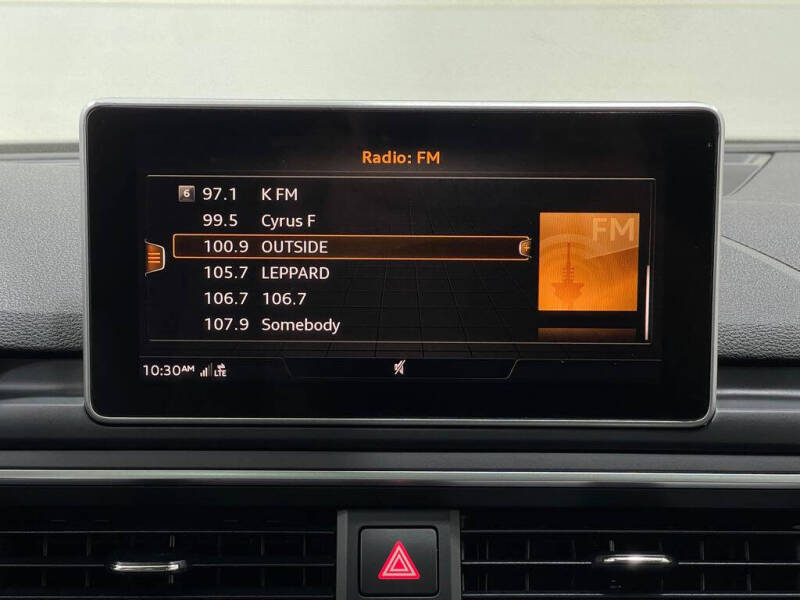 Radio: FM
6 97.1 K FM
99.5 Cyrus F
100.9 OUTSIDE
105.7 LEPPARD
106.7 106.7
107.9 Somebody
FM
10:30AM LTE